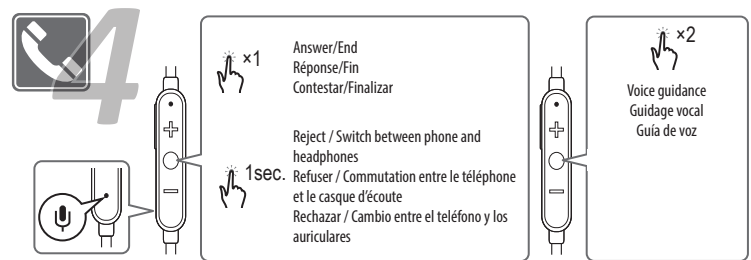 4
×1
Answer/End
Réponse/Fin
Contestar/Finalizar
1sec.
Reject / Switch between phone and
headphones
Refuser / Commutation entre le téléphone
et le casque d'écoute
Rechazar / Cambio entre el teléfono y los
auriculares
×2
Voice guidance
Guidage vocal
Guía de voz